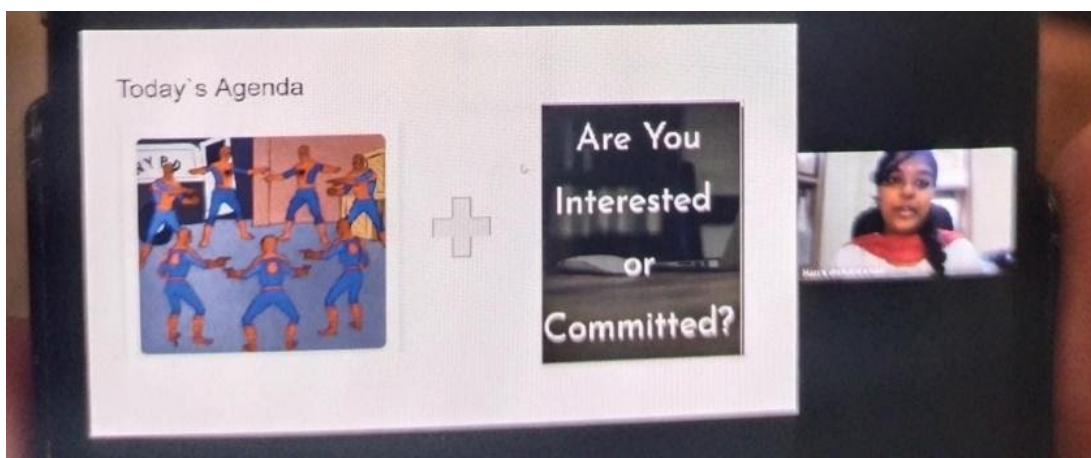 Today`s Agenda
Are You
Interested
or
Committed?